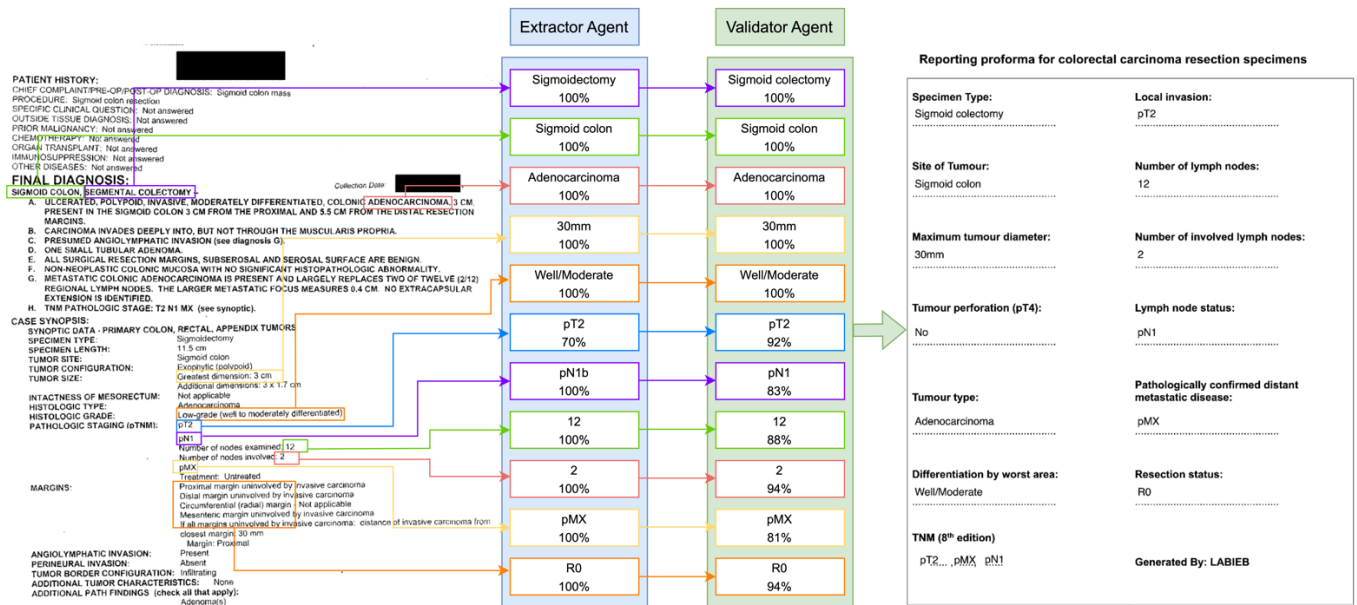 Extractor Agent
Validator Agent
Reporting proforma for colorectal carcinoma resection specimens
PATIENT HISTORY:
CHIEF COMPLAINT/PRE-OP/POST-OP DIAGNOSIS: Sigmoid colon mass
PROCEDURE: Sigmoid colon resection
SPECIFIC CLINICAL QUESTION: Not answered
OUTSIDE TISSUE DIAGNOSIS: Not answered
PRIOR MALIGNANCY: Not answered
CHEMOTHERAPY: Not answered
ORGAN TRANSPLANT: Not answered
IMMUNOSUPPRESSION: Not answered
OTHER DISEASES: Not answered
FINAL DIAGNOSIS:
Collection Date:
SIGMOID COLON, SEGMENTAL COLECTOMY –
A. ULCERATED, POLYPOID, INVASIVE, MODERATELY DIFFERENTIATED, COLONIC ADENOCARCINOMA, 3 CM,
PRESENT IN THE SIGMOID COLON 3 CM FROM THE PROXIMAL AND 5.5 CM FROM THE DISTAL RESECTION
MARGINS.
B. CARCINOMA INVADES DEEPLY INTO, BUT NOT THROUGH THE MUSCULARIS PROPRIA.
C. PRESUMED ANGIOLYMPHATIC INVASION (see diagnosis G).
D. ONE SMALL TUBULAR ADENOMA.
E. ALL SURGICAL RESECTION MARGINS, SUBSEROSAL AND SEROSAL SURFACE ARE BENIGN.
F. NON-NEOPLASTIC COLONIC MUCOSA WITH NO SIGNIFICANT HISTOPATHOLOGIC ABNORMALITY.
G. METASTATIC COLONIC ADENOCARCINOMA IS PRESENT AND LARGELY REPLACES TWO OF TWELVE (2/12)
REGIONAL LYMPH NODES. THE LARGER METASTATIC FOCUS MEASURES 0.4 CM. NO EXTRACAPSULAR
EXTENSION IS IDENTIFIED.
H. TNM PATHOLOGIC STAGE: T2 N1 MX (see synoptic).
CASE SYNOPSIS:
SYNOPTIC DATA - PRIMARY COLON, RECTAL, APPENDIX TUMORS
SPECIMEN TYPE: Sigmoidectomy
SPECIMEN LENGTH: 11.5 cm
TUMOR SITE: Sigmoid colon
TUMOR CONFIGURATION: Exophytic (polypoid)
TUMOR SIZE: Greatest dimension: 3 cm
Additional dimensions: 3 x 1.7 cm
INTACTNESS OF MESORECTUM: Not applicable
HISTOLOGIC TYPE: Adenocarcinoma
HISTOLOGIC GRADE: Low-grade (well to moderately differentiated)
PATHOLOGIC STAGING (pTNM): pT2
pN1
Number of nodes examined: 12
Number of nodes involved: 2
pMX
Treatment: Untreated
MARGINS: Proximal margin uninvolved by invasive carcinoma
Distal margin uninvolved by invasive carcinoma
Circumferential (radial) margin - Not applicable
Mesenteric margin uninvolved by invasive carcinoma
If all margins uninvolved by invasive carcinoma: distance of invasive carcinoma from
closest margin: 30 mm
Margin: Proximal
ANGIOLYMPHATIC INVASION: Present
PERINEURAL INVASION: Absent
TUMOR BORDER CONFIGURATION: Infiltrating
ADDITIONAL TUMOR CHARACTERISTICS: None
ADDITIONAL PATH FINDINGS (check all that apply):
Adenoma(s)
Sigmoidectomy
100%
Sigmoid colon
100%
Adenocarcinoma
100%
30mm
100%
Well/Moderate
100%
pT2
70%
pN1b
100%
12
100%
2
100%
pMX
100%
R0
100%
Sigmoid colectomy
100%
Sigmoid colon
100%
Adenocarcinoma
100%
30mm
100%
Well/Moderate
100%
pT2
92%
pN1
83%
12
88%
2
94%
pMX
81%
R0
94%
Specimen Type:
Sigmoid colectomy
Site of Tumour:
Sigmoid colon
Maximum tumour diameter:
30mm
Tumour perforation (pT4):
No
Tumour type:
Adenocarcinoma
Differentiation by worst area:
Well/Moderate
TNM (8th edition)
pT2 , pMX pN1
Local invasion:
pT2
Number of lymph nodes:
12
Number of involved lymph nodes:
2
Lymph node status:
pN1
Pathologically confirmed distant
metastatic disease:
pMX
Resection status:
R0
Generated By: LABIEB